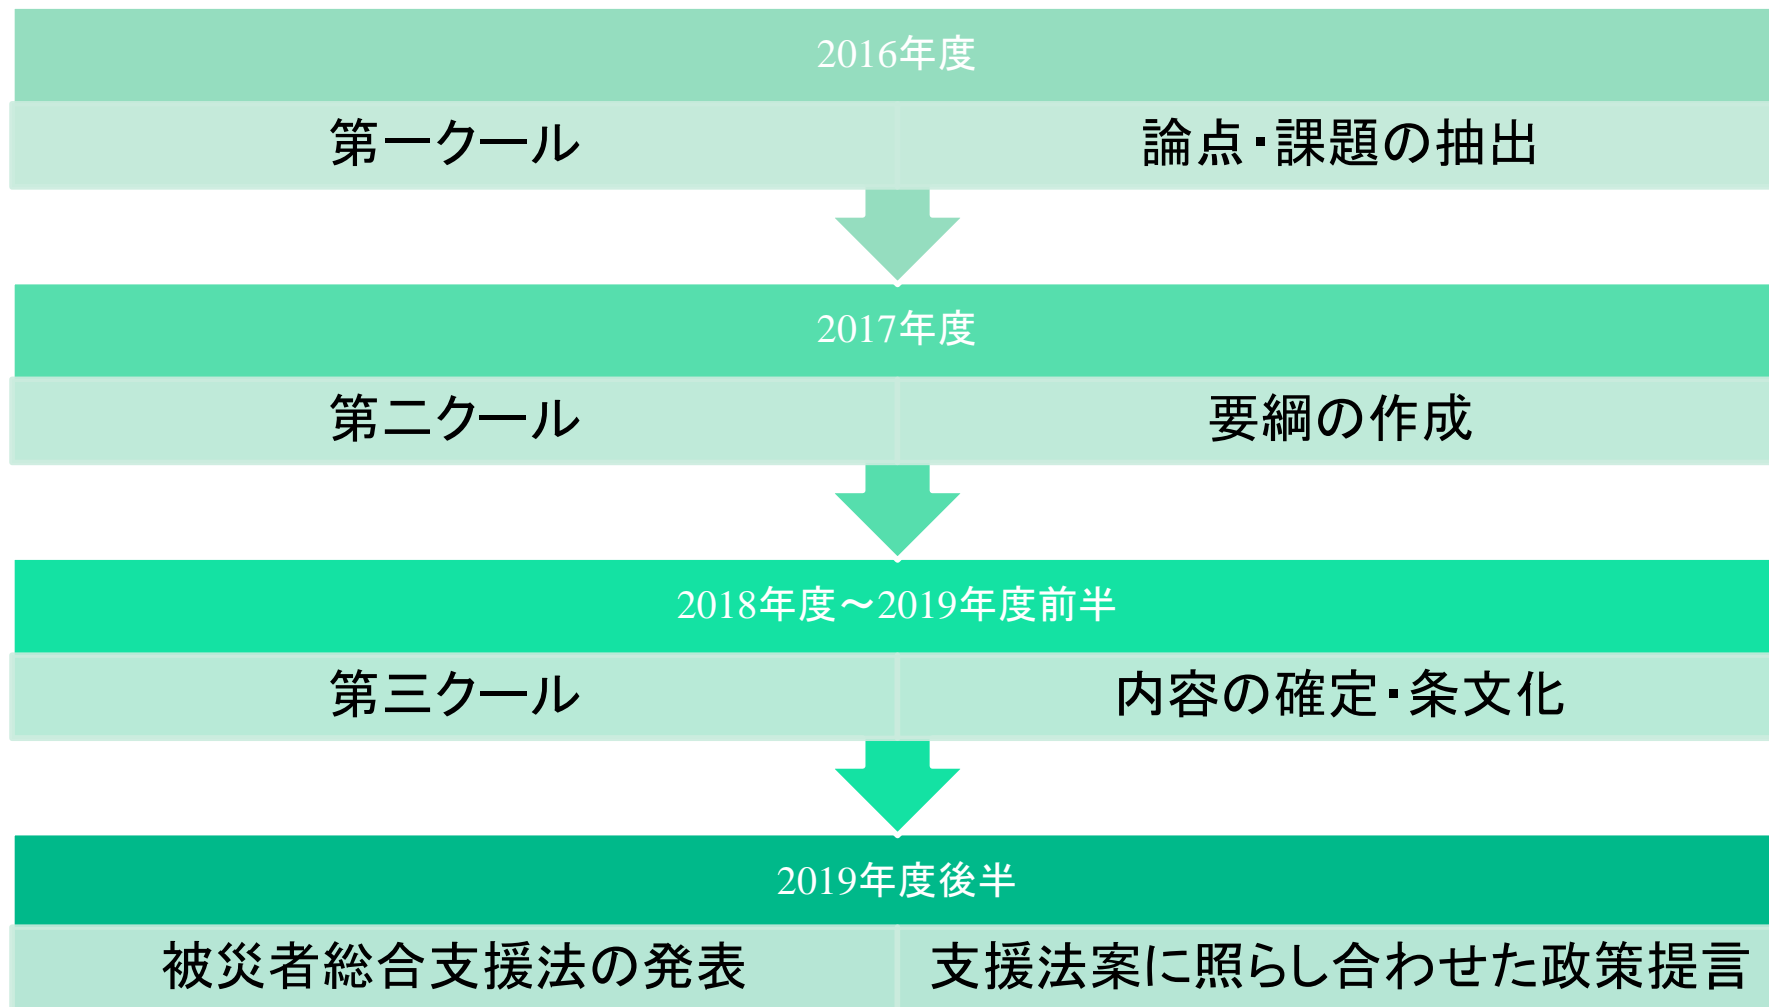 2016年度
第一クール
論点・課題の抽出
2017年度
第二クール
要綱の作成
2018年度～2019年度前半
第三クール
内容の確定・条文化
2019年度後半
被災者総合支援法の発表
支援法案に照らし合わせた政策提言